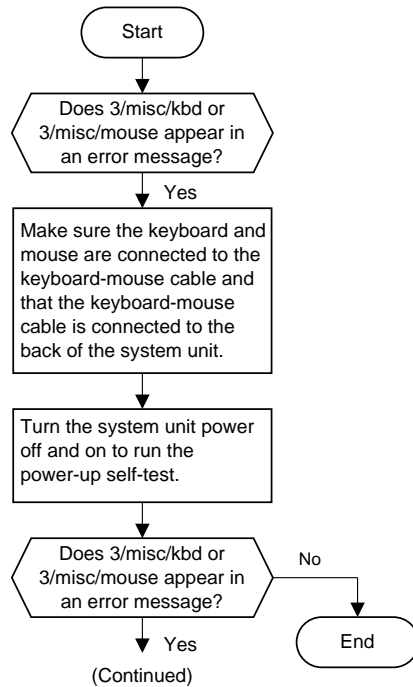 Start
Does 3/misc/kbd or
3/misc/mouse appear in
an error message?
Yes
Make sure the keyboard and
mouse are connected to the
keyboard-mouse cable and
that the keyboard-mouse
cable is connected to the
back of the system unit.
Turn the system unit power
off and on to run the
power-up self-test.
Does 3/misc/kbd or
3/misc/mouse appear in
an error message?
No
Yes
End
(Continued)